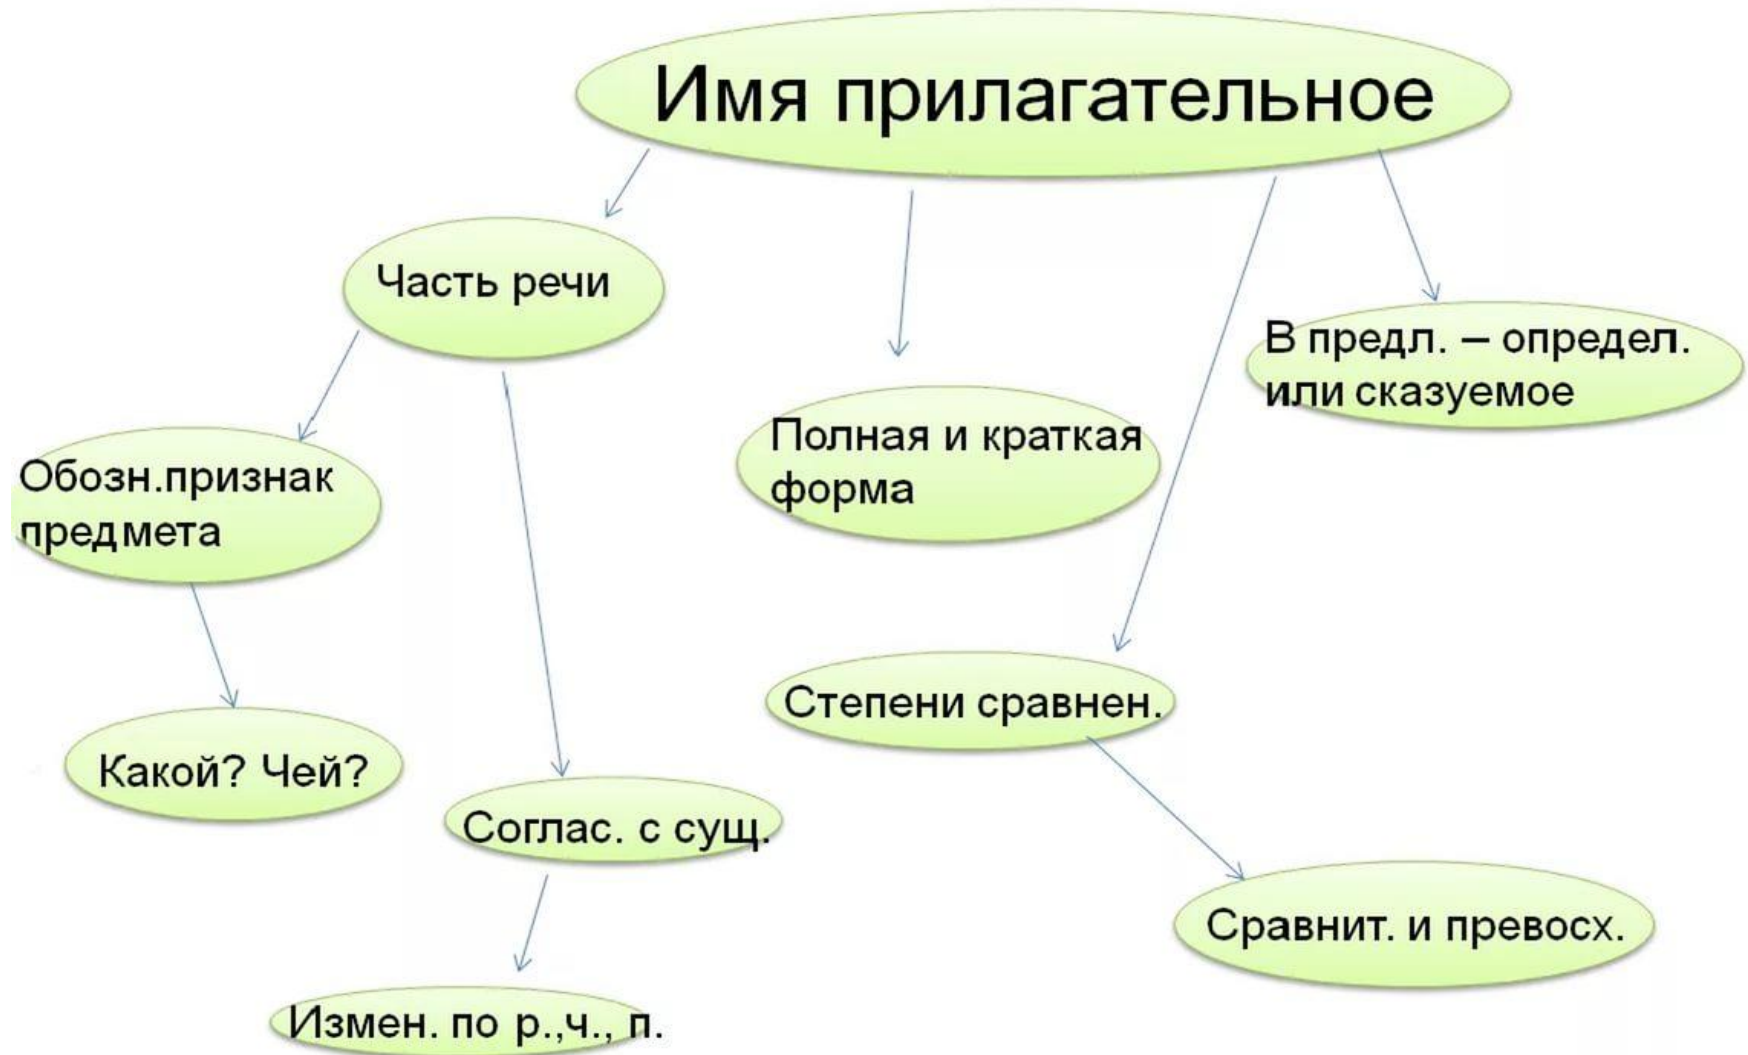 Имя прилагательное
Часть речи
В предл. – определ.
или сказуемое
Полная и краткая
форма
Обозн.признак
предмета
Степени сравнен.
Какой? Чей?
Соглас. с сущ.
Сравнит. и превосх.
Измен. по р.,ч., п.